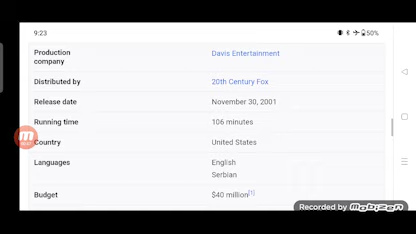 9:23 50%
Production company Davis Entertainment
Distributed by 20th Century Fox
Release date November 30, 2001
Running time 106 minutes
Country United States
Languages English
Serbian
Budget $40 million[1]
Recorded by Mobizen